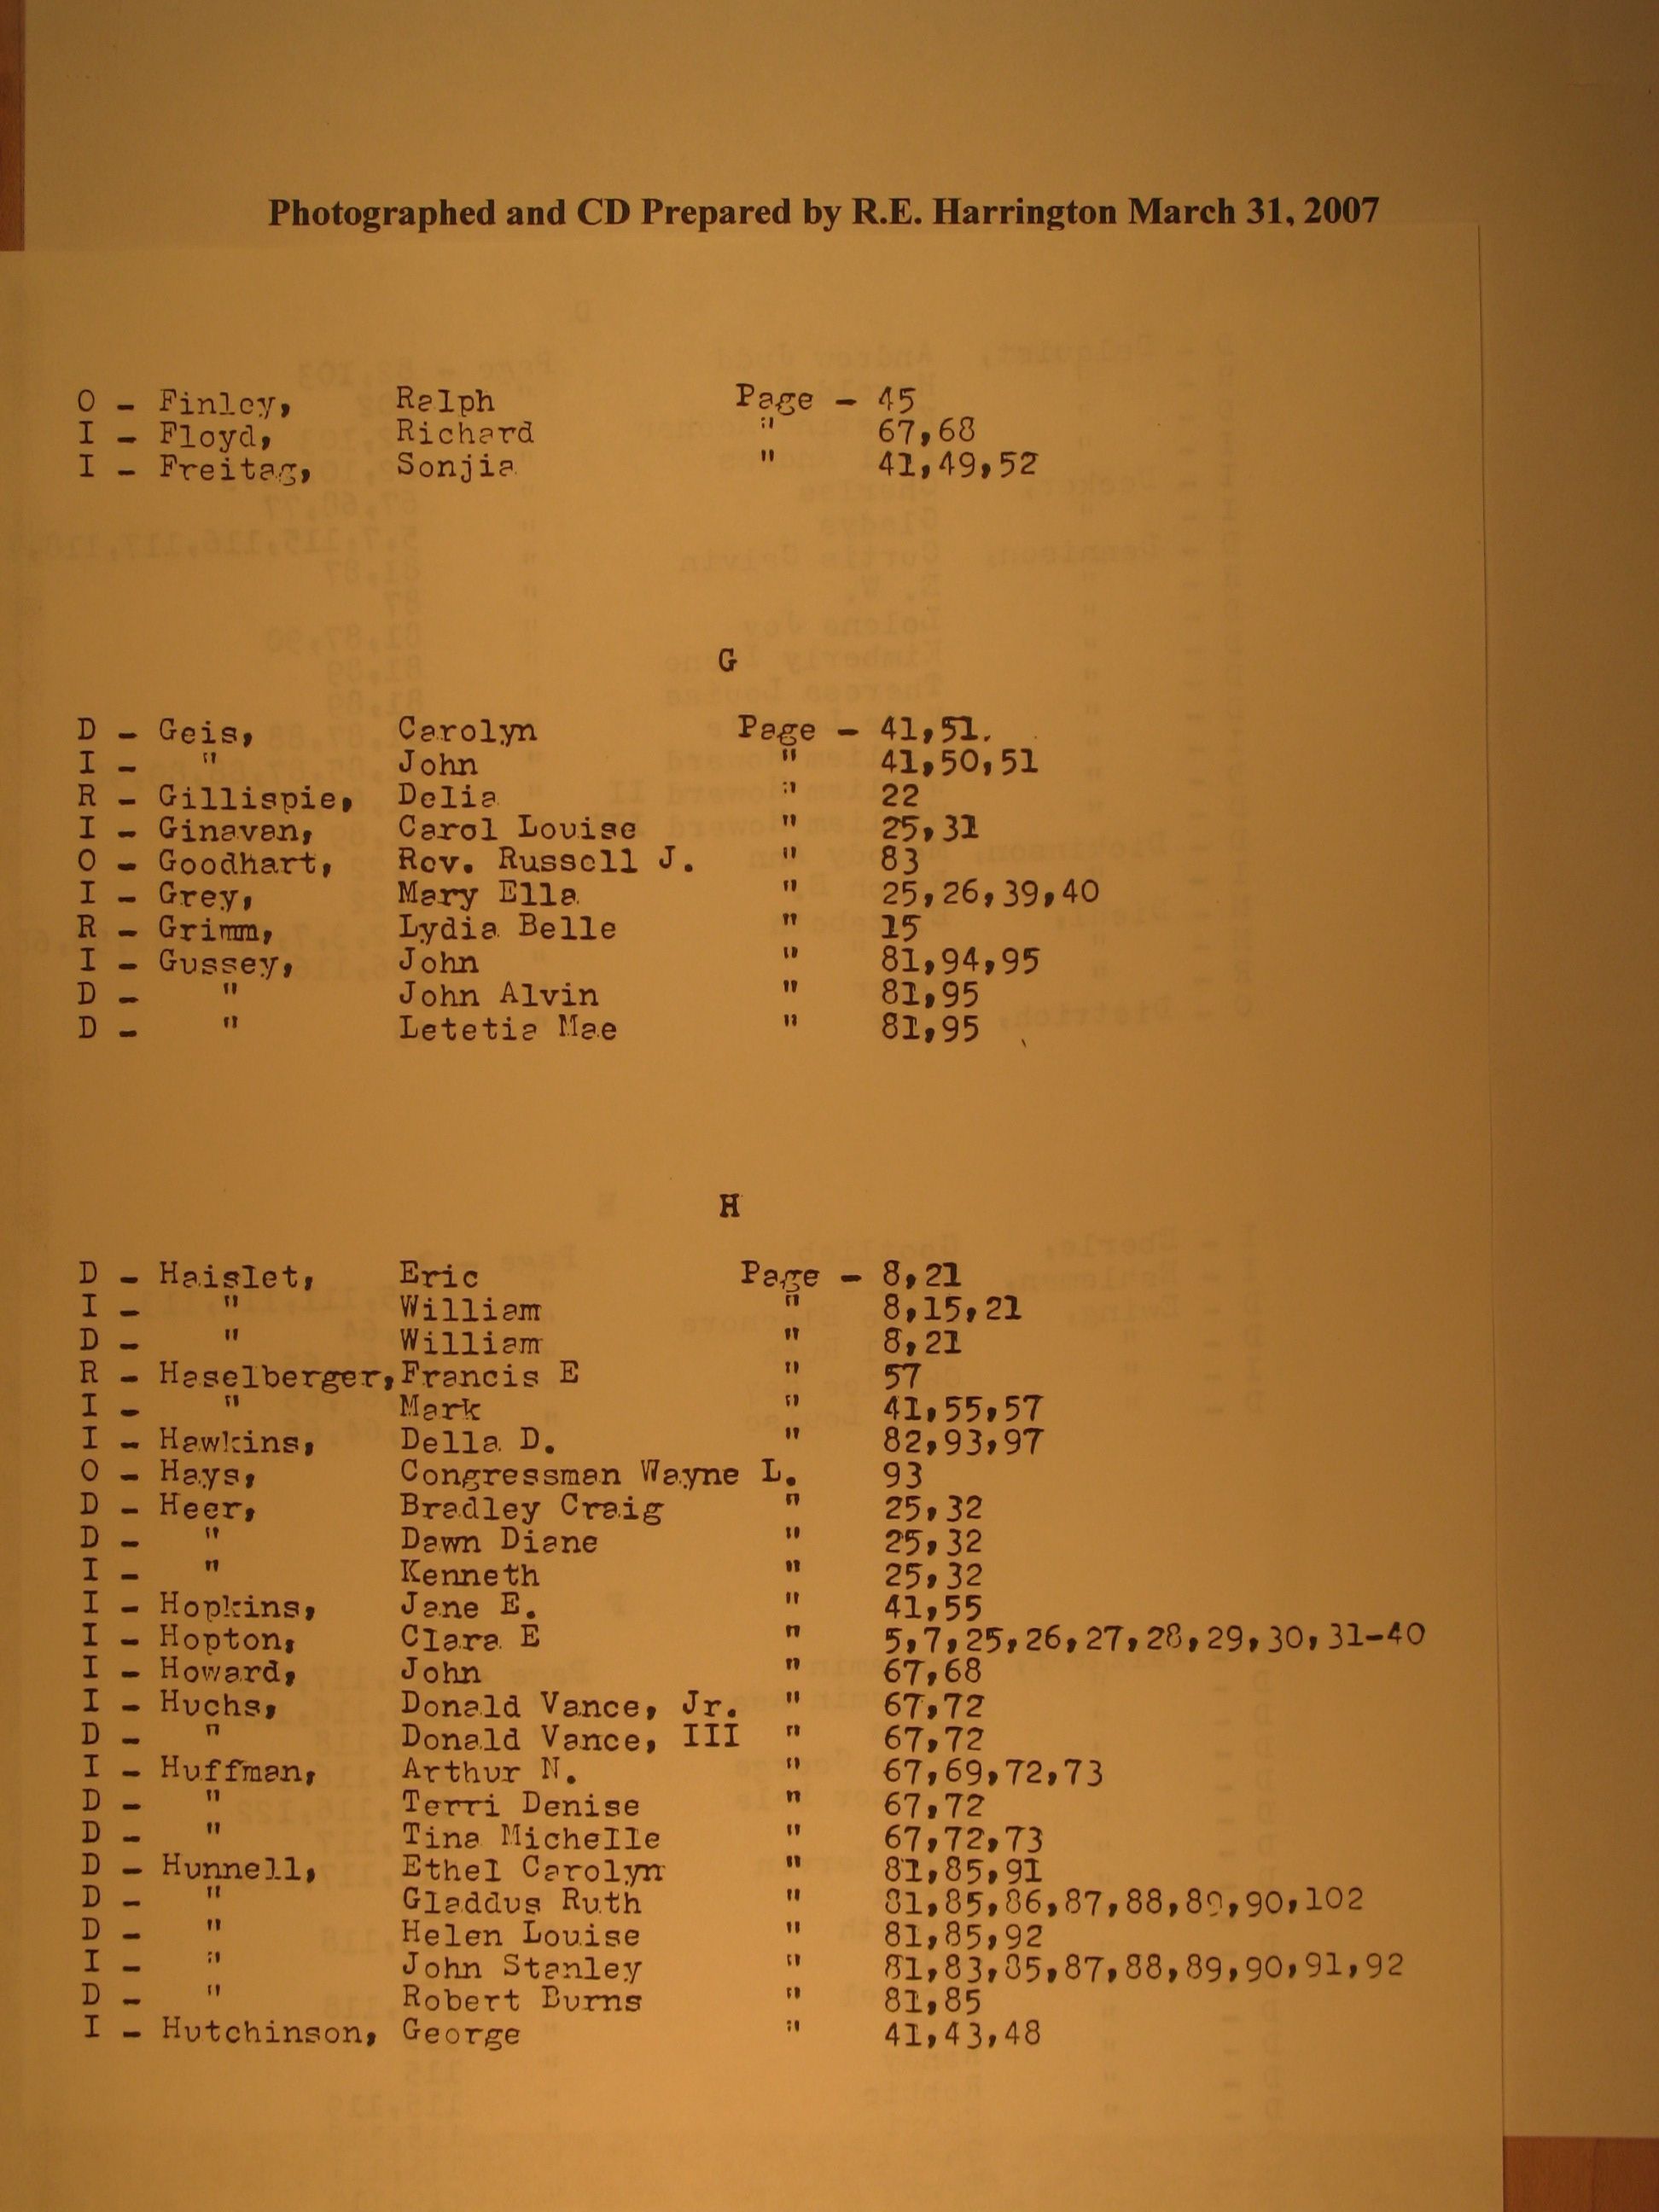 Photographed and CD Prepared by R.E. Harrington March 31, 2007
O - Finley, Ralph Page - 45
I - Floyd, Richard " 67,68
I - Freitag, Sonjia " 41,49,52
G
D - Geis, Carolyn Page - 41,51.
I - " John " 41,50,51
R - Gillispie, Delia " 22
I - Ginavan, Carol Louise " 25,31
O - Goodhart, Rev. Russell J. " 83
I - Grey, Mary Ella " 25,26,39,40
R - Grimm, Lydia Belle " 15
I - Gussey, John " 81,94,95
D - " John Alvin " 81,95
D - " Letetia Mae " 81,95
H
D - Haislet, Eric Page - 8,21
I - " William " 8,15,21
D - " William " 8,21
R - Haselberger, Francis E " 57
I - " Mark " 41,55,57
I - Hawkins, Della D. " 82,93,97
O - Hays, Congressman Wayne L. 93
D - Heer, Bradley Craig " 25,32
D - " Dawn Diane " 25,32
I - " Kenneth " 25,32
I - Hopkins, Jane E. " 41,55
I - Hopton, Clara E " 5,7,25,26,27,28,29,30,31-40
I - Howard, John " 67,68
I - Huchs, Donald Vance, Jr. " 67,72
D - " Donald Vance, III " 67,72
I - Huffman, Arthur N. " 67,69,72,73
D - " Terri Denise " 67,72
D - " Tina Michelle " 67,72,73
D - Hunnell, Ethel Carolyn " 81,85,91
D - " Gladdus Ruth " 81,85,86,87,88,89,90,102
D - " Helen Louise " 81,85,92
I - " John Stanley " 81,83,85,87,88,89,90,91,92
D - " Robert Burns " 81,85
I - Hutchinson, George " 41,43,48